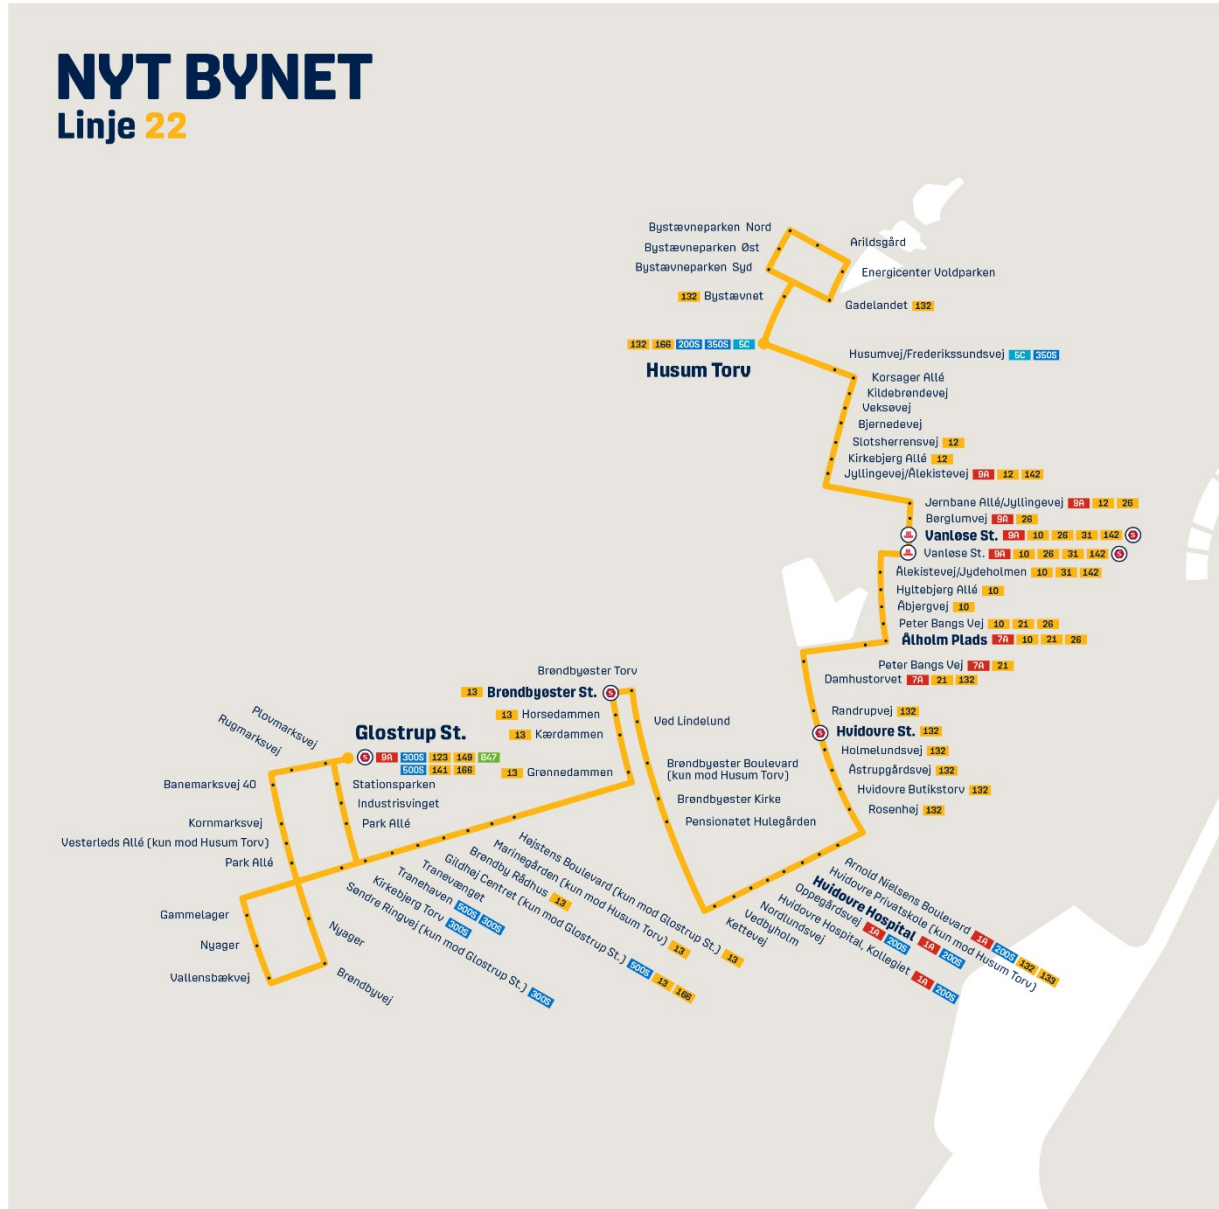 NYT BYNET
Linje 22
Bystævneparken Nord
Bystævneparken Øst
Bystævneparken Syd
Arildsgård
Energicenter Voldparken
132 Bystævnet
Gadelandet 132
132 166 200S 350S 5C
Husum Torv
Husumvej/Frederikssundsvej 5C 350S
Korsager Allé
Kildebrøndevej
Veksøvej
Bjernedevej
Slotsherrensvej 12
Kirkebjerg Allé 12
Jyllingevej/Ålekistevej 9A 12 142
Jernbane Allé/Jyllingevej 9A 12 26
Børglumvej 9A 26
Vanløse St. 9A 10 26 31 142 S
Vanløse St. 9A 10 26 31 142 S
Ålekistevej/Jydeholmen 10 31 142
Hyltebjerg Allé 10
Åbjergvej 10
Peter Bangs Vej 10 21 26
Ålholm Plads 7A 10 21 26
Peter Bangs Vej 7A 21
Damhustorvet 7A 21 132
Randrupvej 132
Hvidovre St. 132
Holmelundsvej 132
Åstrupgårdsvej 132
Hvidovre Butikstorv 132
Rosenhøj 132
Arnold Nielsens Boulevard 1A 200S 132 133
Hvidovre Privatskole (kun mod Husum Torv)
Hvidovre Hospital 1A 200S
Oppegårdsvej 1A 200S
Hvidovre Hospital, Kollegiet 1A 200S
Nordlundsvej
Vedbyholm
Kettevej
Pensionatet Hulegården
Brøndbyøster Kirke
Brøndbyøster Boulevard
(kun mod Husum Torv)
Ved Lindelund
Brøndbyøster Torv
13 Brøndbyøster St.
13 Horsedammen
13 Kærdammen
13 Grønnedammen
Højstens Boulevard (kun mod Glostrup St.) 13
Marinegården (kun mod Husum Torv) 13
Brøndby Rådhus 13
Gildhøj Centret (kun mod Glostrup St.) 500S 13 166
Tranevænget
Tranehaven 500S 300S
Kirkebjerg Torv 300S
Søndre Ringvej (kun mod Glostrup St.) 300S
Glostrup St.
9A 300S 123 149 847
500S 141 166
Stationsparken
Industrisvinget
Park Allé
Plovmarksvej
Rugmarksvej
Banemarksvej 40
Kornmarksvej
Vesterleds Allé (kun mod Husum Torv)
Park Allé
Gammelager
Nyager
Vallensbækvej
Nyager
Brøndbyvej